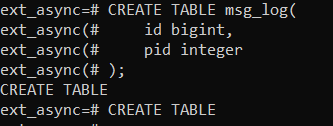 ext_async=# CREATE TABLE msg_log(
ext_async(#     id bigint,
ext_async(#     pid integer
ext_async(# );
CREATE TABLE
ext_async=# CREATE TABLE